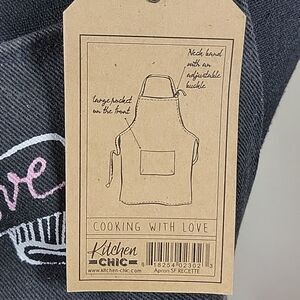 Neck band
with an
adjustable
buckle
large pocket
on the front
ove
COOKING WITH LOVE
Kitchen
CHIC
www.kitchen-chic.com
Apron SF RECETTE